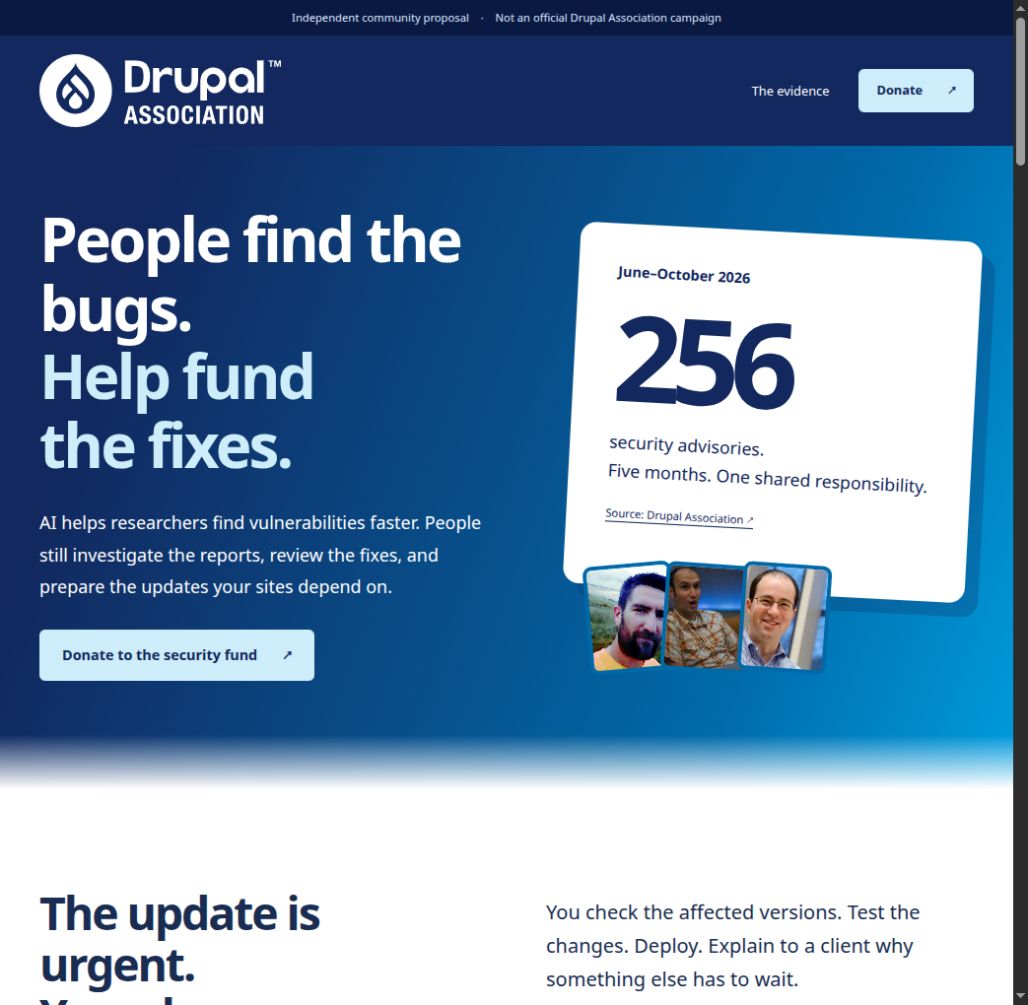 Independent community proposal · Not an official Drupal Association campaign
Drupal™
ASSOCIATION
The evidence
Donate ↗
People find the
bugs.
Help fund
the fixes.
AI helps researchers find vulnerabilities faster. People
still investigate the reports, review the fixes, and
prepare the updates your sites depend on.
Donate to the security fund ↗
June–October 2026
256
security advisories.
Five months. One shared responsibility.
Source: Drupal Association ↗
The update is
urgent.
You check the affected versions. Test the
changes. Deploy. Explain to a client why
something else has to wait.